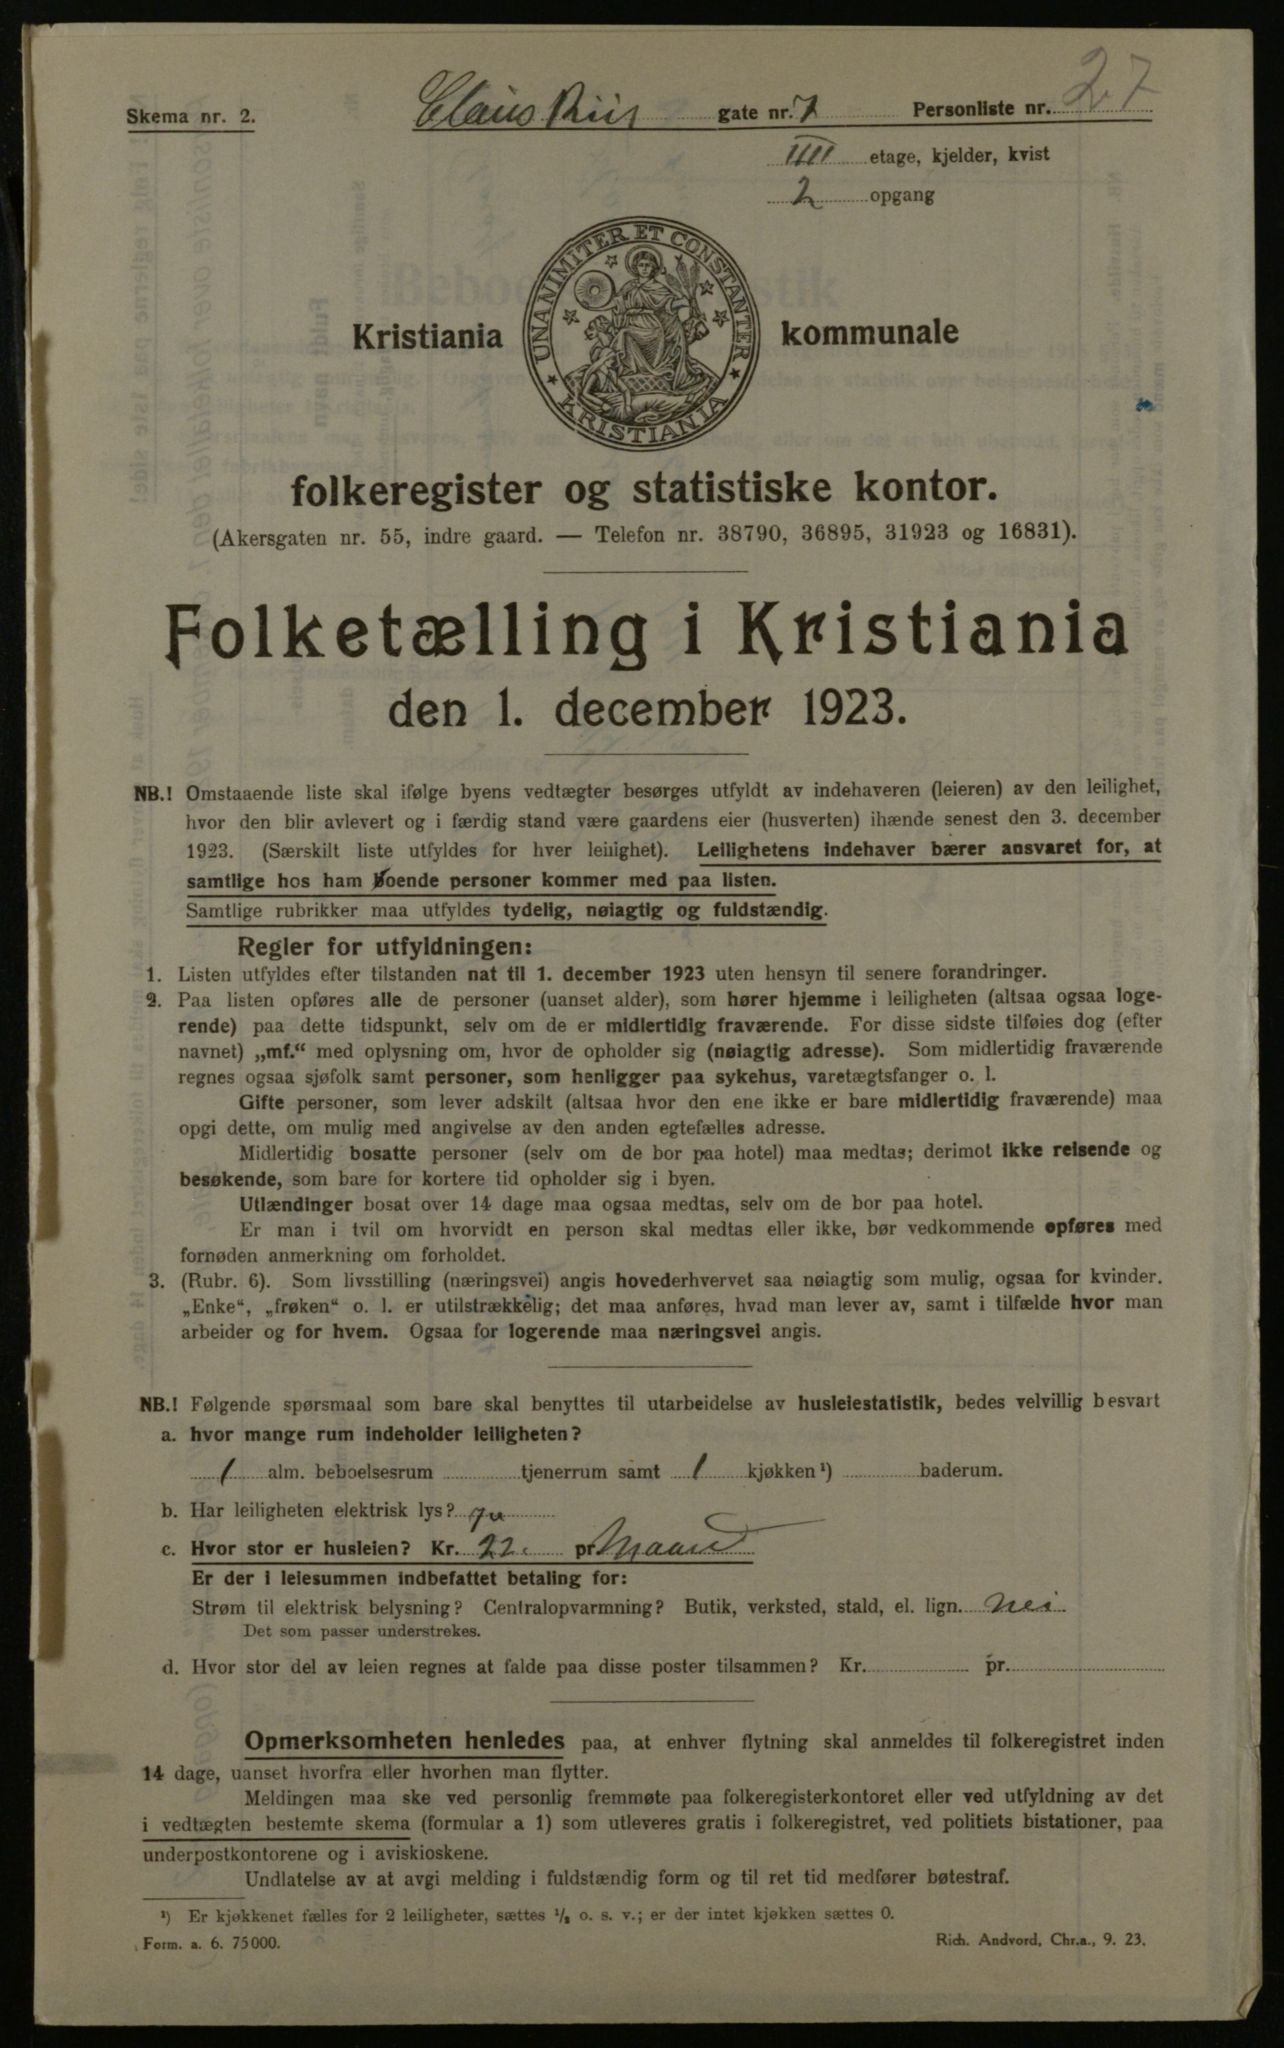 Skema nr. 2. Claus Riis gate nr. 7 Personliste nr. 27
IIII etage, kjelder, kvist
2 opgang
UNANIMITER ET CONSTANTER
KRISTIANIA
Kristiania kommunale
folkeregister og statistiske kontor.
(Akersgaten nr. 55, indre gaard. — Telefon nr. 38790, 36895, 31923 og 16831).
Folketælling i Kristiania
den 1. december 1923.
NB.! Omstaaende liste skal ifølge byens vedtægter besørges utfyldt av indehaveren (leieren) av den leilighet,
hvor den blir avlevert og i færdig stand være gaardens eier (husverten) ihænde senest den 3. december
1923. (Særskilt liste utfyldes for hver leiiighet). Leilighetens indehaver bærer ansvaret for, at
samtlige hos ham boende personer kommer med paa listen.
Samtlige rubrikker maa utfyldes tydelig, nøiagtig og fuldstændig.
Regler for utfyldningen:
1. Listen utfyldes efter tilstanden nat til 1. december 1923 uten hensyn til senere forandringer.
2. Paa listen opføres alle de personer (uanset alder), som hører hjemme i leiligheten (altsaa ogsaa loge-
rende) paa dette tidspunkt, selv om de er midlertidig fraværende. For disse sidste tilføies dog (efter
navnet) „mf.“ med oplysning om, hvor de opholder sig (nøiagtig adresse). Som midlertidig fraværende
regnes ogsaa sjøfolk samt personer, som henligger paa sykehus, varetægtsfanger o. l.
Gifte personer, som lever adskilt (altsaa hvor den ene ikke er bare midlertidig fraværende) maa
opgi dette, om mulig med angivelse av den anden egtefælles adresse.
Midlertidig bosatte personer (selv om de bor paa hotel) maa medtas; derimot ikke reisende og
besøkende, som bare for kortere tid opholder sig i byen.
Utlændinger bosat over 14 dage maa ogsaa medtas, selv om de bor paa hotel.
Er man i tvil om hvorvidt en person skal medtas eller ikke, bør vedkommende opføres med
fornøden anmerkning om forholdet.
3. (Rubr. 6). Som livsstilling (næringsvei) angis hovederhvervet saa nøiagtig som mulig, ogsaa for kvinder.
„Enke“, „frøken“ o. l. er utilstrækkelig; det maa anføres, hvad man lever av, samt i tilfælde hvor man
arbeider og for hvem. Ogsaa for logerende maa næringsvei angis.
NB.! Følgende spørsmaal som bare skal benyttes til utarbeidelse av husleiestatistik, bedes velvillig besvart
a. hvor mange rum indeholder leiligheten?
1 alm. beboelsesrum tjenerrum samt 1 kjøkken¹) baderum.
b. Har leiligheten elektrisk lys? ja
c. Hvor stor er husleien? Kr. 22. pr Maaned
Er der i leiesummen indbefattet betaling for:
Strøm til elektrisk belysning? Centralopvarmning? Butik, verksted, stald, el. lign. nei
Det som passer understrekes.
d. Hvor stor del av leien regnes at falde paa disse poster tilsammen? Kr. pr.
Opmerksomheten henledes paa, at enhver flytning skal anmeldes til folkeregistret inden
14 dage, uanset hvorfra eller hvorhen man flytter.
Meldingen maa ske ved personlig fremmøte paa folkeregisterkontoret eller ved utfyldning av det
i vedtægten bestemte skema (formular a 1) som utleveres gratis i folkeregistret, ved politiets bistationer, paa
underpostkontorene og i aviskioskene.
Undlatelse av at avgi melding i fuldstændig form og til ret tid medfører bøtestraf.
¹) Er kjøkkenet fælles for 2 leiligheter, sættes ½ o. s. v.; er der intet kjøkken sættes 0.
Form. a. 6. 75000. Rich. Andvord, Chr.a., 9. 23.